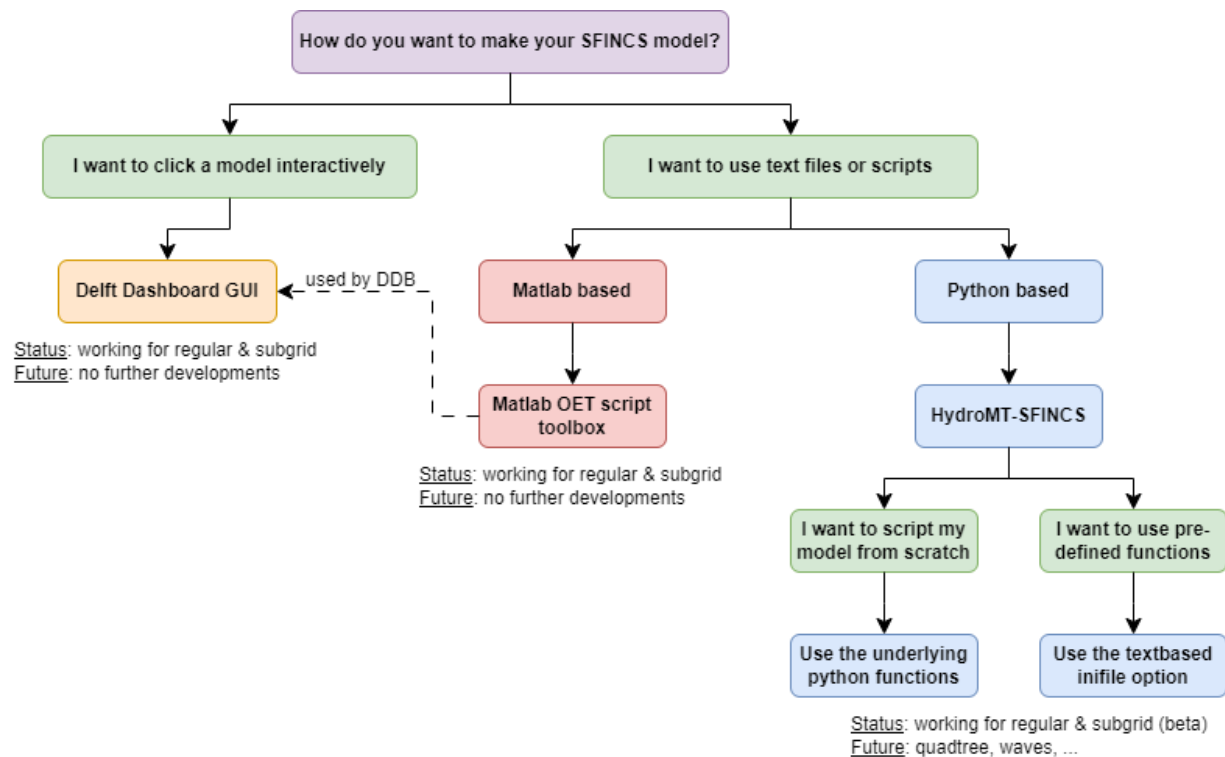 How do you want to make your SFINCS model?
I want to click a model interactively
I want to use text files or scripts
Delft Dashboard GUI
used by DDB
Matlab based
Python based
Status: working for regular & subgrid
Future: no further developments
Matlab OET script
toolbox
HydroMT-SFINCS
Status: working for regular & subgrid
Future: no further developments
I want to script my
model from scratch
I want to use pre-
defined functions
Use the underlying
python functions
Use the textbased
inifile option
Status: working for regular & subgrid (beta)
Future: quadtree, waves, ...